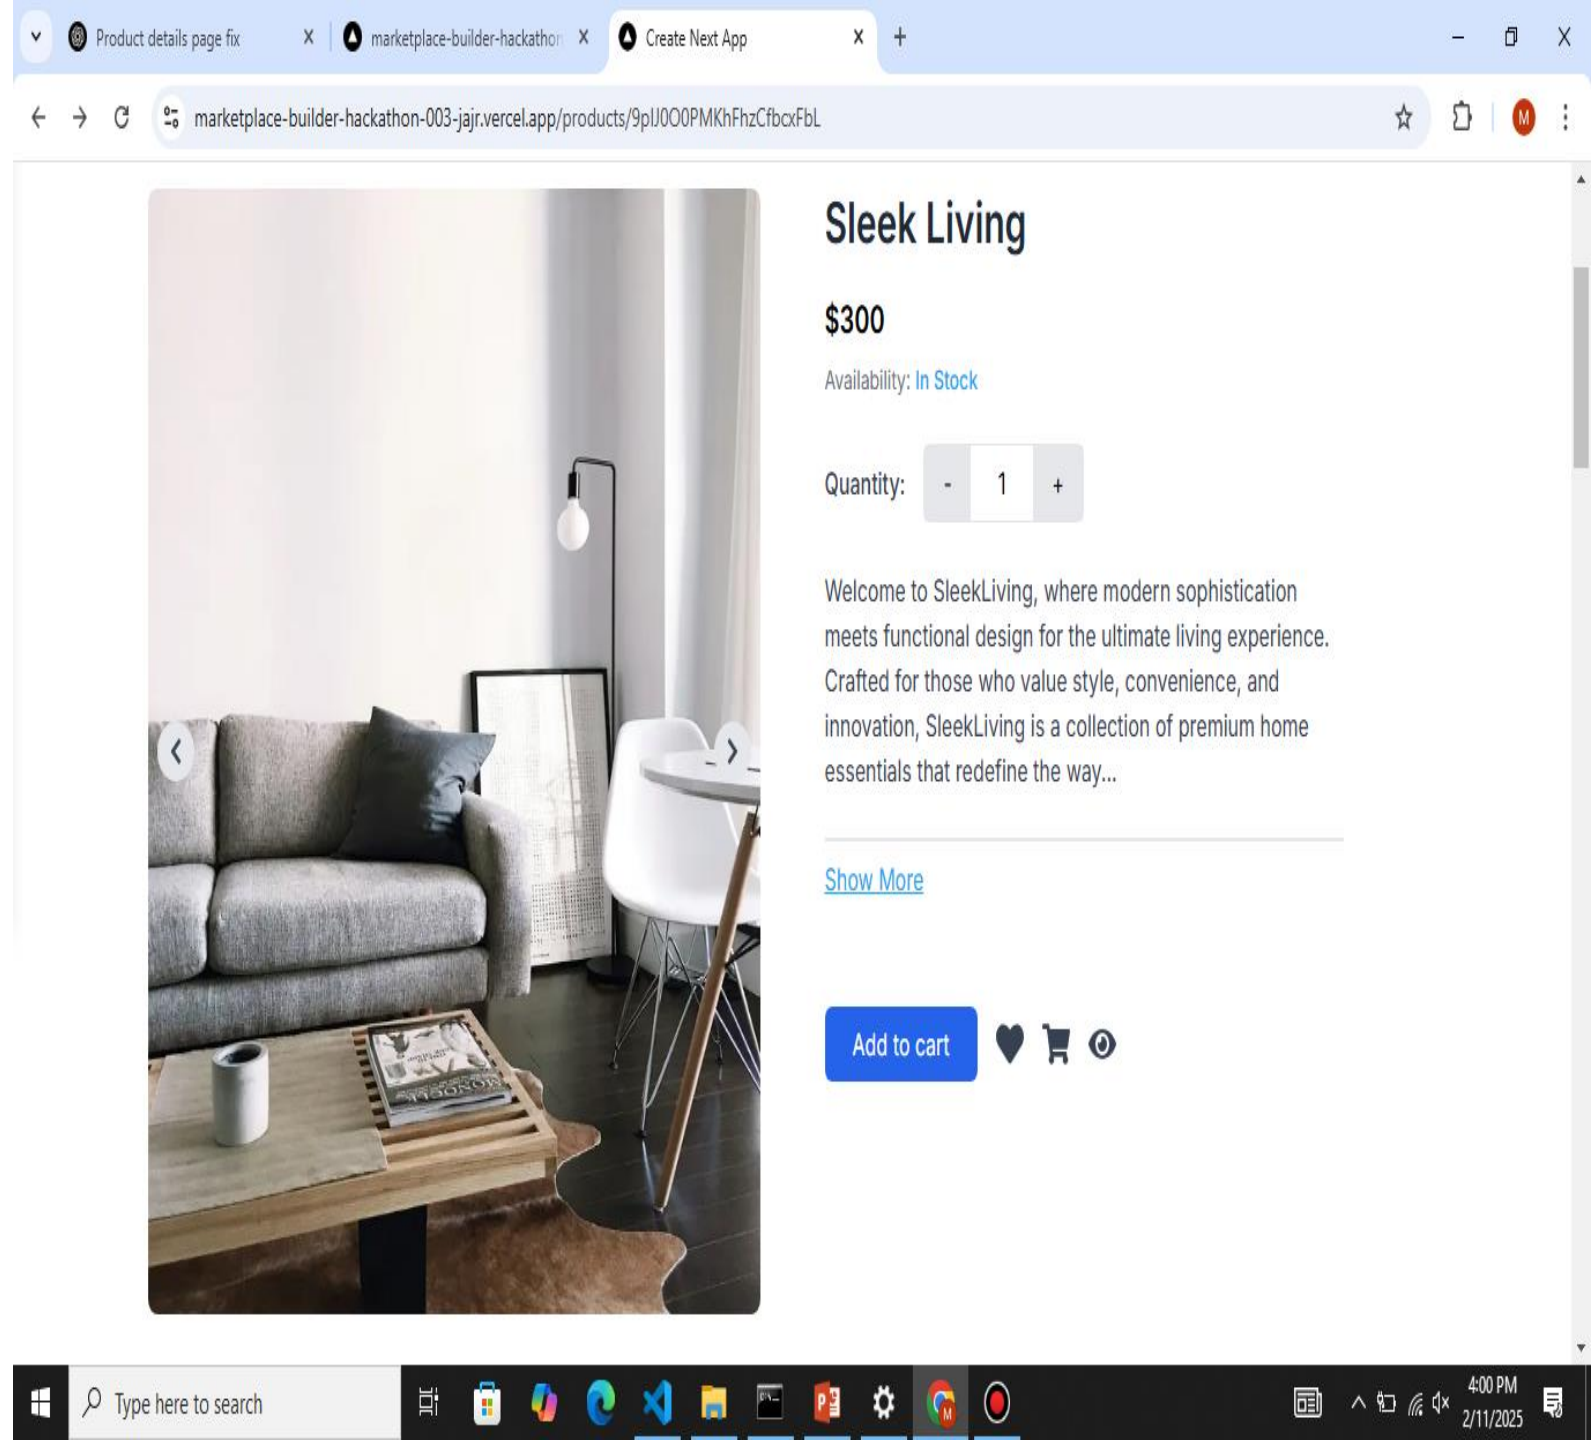 Product details page fix
marketplace-builder-hackathon
Create Next App
marketplace-builder-hackathon-003-jajr.vercel.app/products/9pIJ0O0PMKhFhzCfbcxFbL
M
Sleek Living
$300
Availability: In Stock
Quantity: - 1 +
Welcome to SleekLiving, where modern sophistication
meets functional design for the ultimate living experience.
Crafted for those who value style, convenience, and
innovation, SleekLiving is a collection of premium home
essentials that redefine the way...
Show More
Add to cart
Type here to search
4:00 PM
2/11/2025